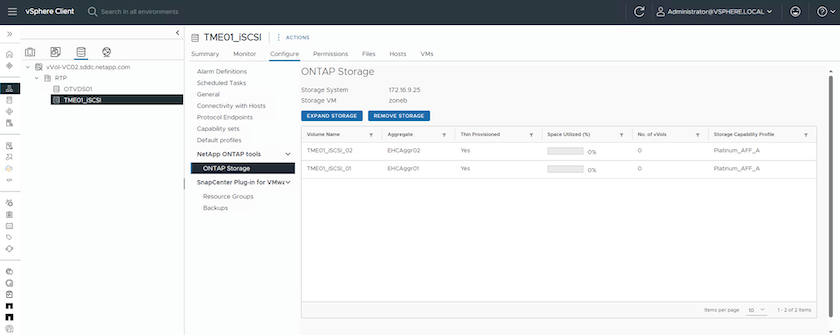 vSphere Client
Search in all environments
Administrator@VSPHERE.LOCAL
vVol-VC02.sddc.netapp.com
RTP
OTVDS01
TME01_iSCSI
TME01_iSCSI
ACTIONS
Summary Monitor Configure Permissions Files Hosts VMs
Alarm Definitions
Scheduled Tasks
General
Connectivity with Hosts
Protocol Endpoints
Capability sets
Default profiles
NetApp ONTAP tools
ONTAP Storage
SnapCenter Plug-in for VMwa
Resource Groups
Backups
ONTAP Storage
Storage System 172.16.9.25
Storage VM zoneb
EXPAND STORAGE REMOVE STORAGE
Volume Name Aggregate Thin Provisioned Space Utilized (%) No. of vVols Storage Capability Profile
TME01_iSCSI_02 EHCAggr02 Yes 0% 0 Platinum_AFF_A
TME01_iSCSI_01 EHCAggr01 Yes 0% 0 Platinum_AFF_A
Items per page 10 1 - 2 of 2 items